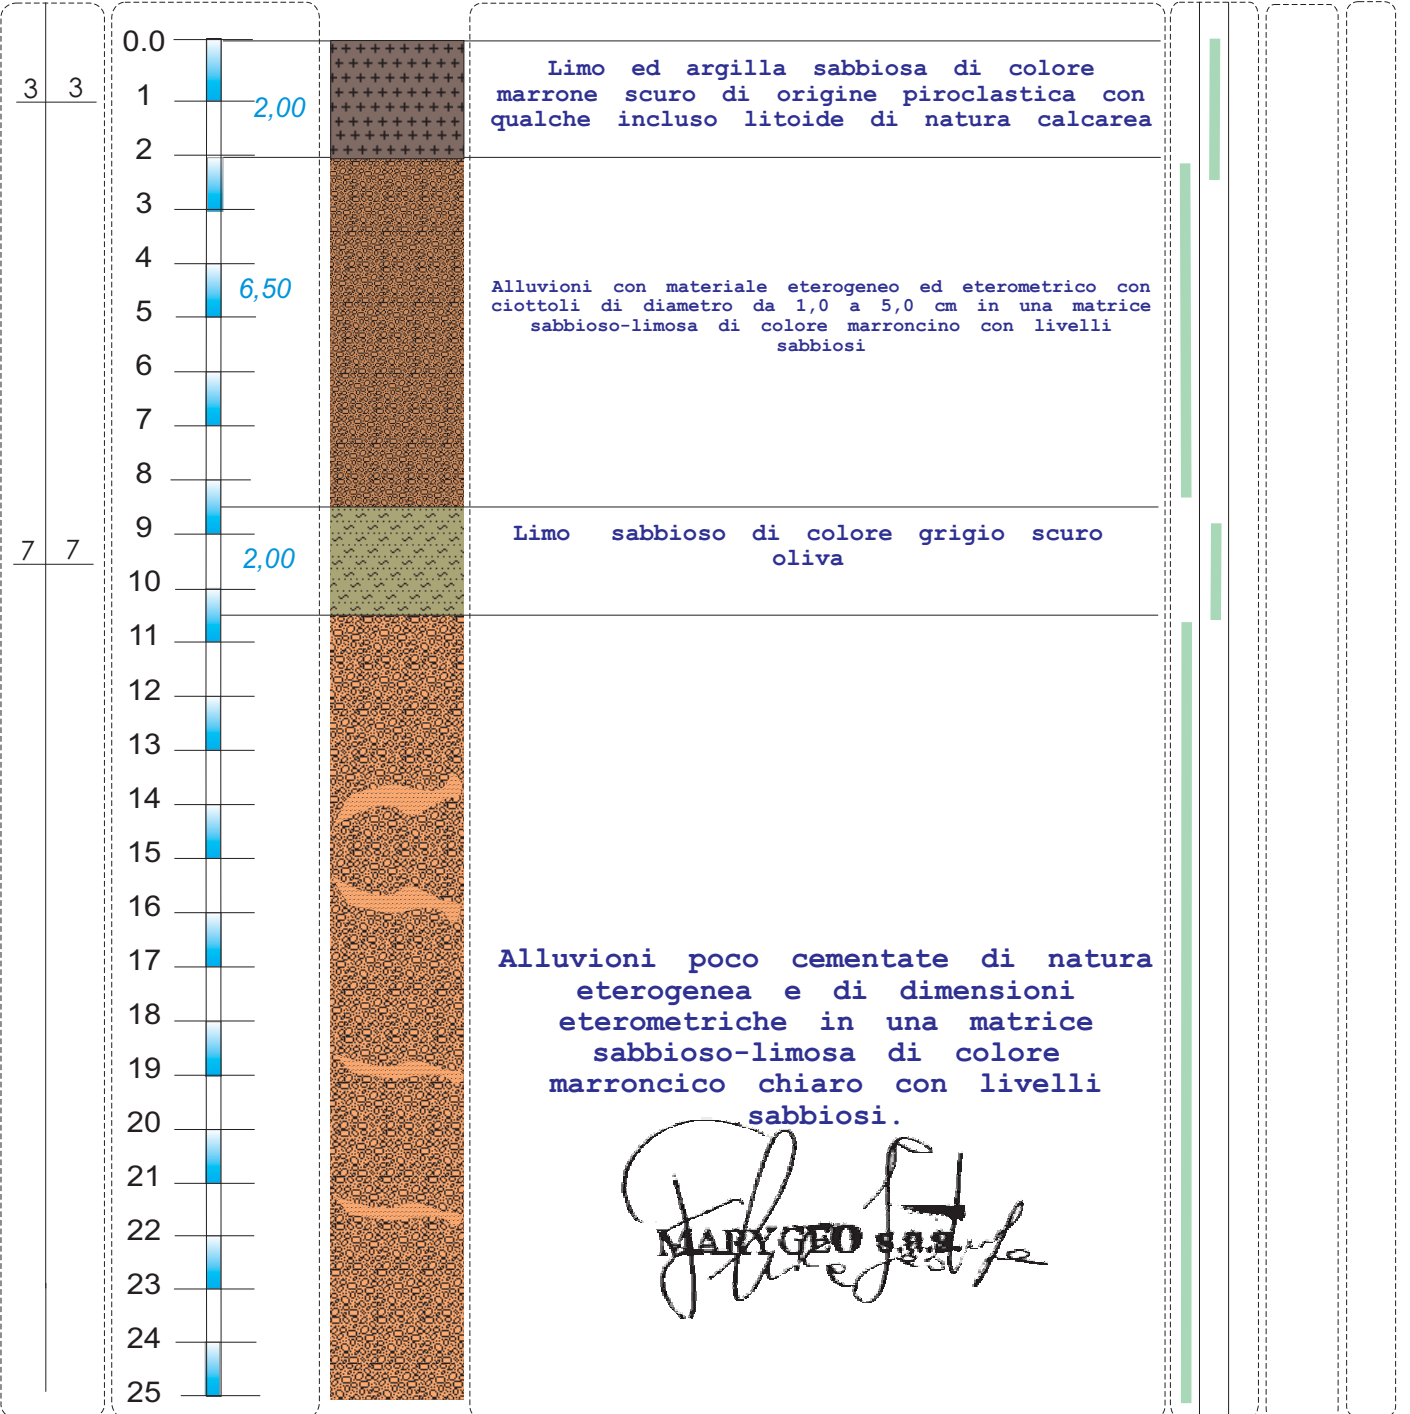 0.0
3 3
1
2,00
2
3
4
6,50
5
6
7
8
9
7 7
2,00
10
11
12
13
14
15
16
17
18
19
20
21
22
23
24
25
Limo ed argilla sabbiosa di colore
marrone scuro di origine piroclastica con
qualche incluso litoide di natura calcarea
Alluvioni con materiale eterogeneo ed eterometrico con
ciottoli di diametro da 1,0 a 5,0 cm in una matrice
sabbioso-limosa di colore marroncino con livelli
sabbiosi
Limo sabbioso di colore grigio scuro
oliva
Alluvioni poco cementate di natura
eterogenea e di dimensioni
eterometriche in una matrice
sabbioso-limosa di colore
marroncico chiaro con livelli
sabbiosi.
MARYGEO